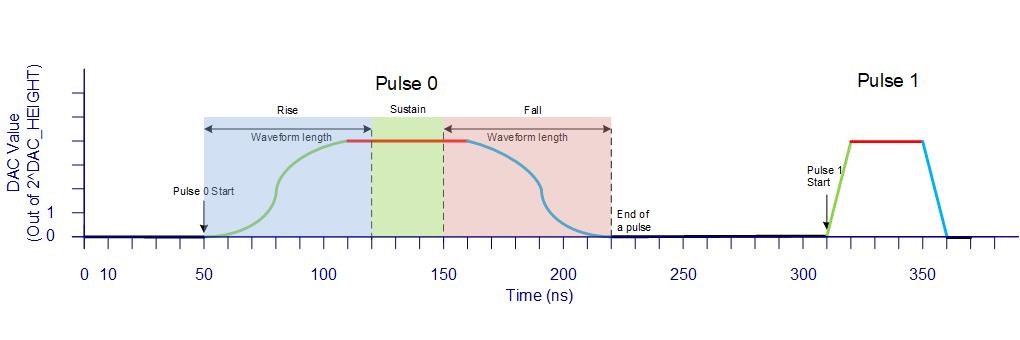 Pulse 0
Pulse 1
Rise
Sustain
Fall
Waveform length
Waveform length
Pulse 0 Start
Pulse 1
Start
End of
a pulse
DAC Value
(Out of 2^DAC_HEIGHT)
1
0
0 10 50 100 150 200 250 300 350
Time (ns)